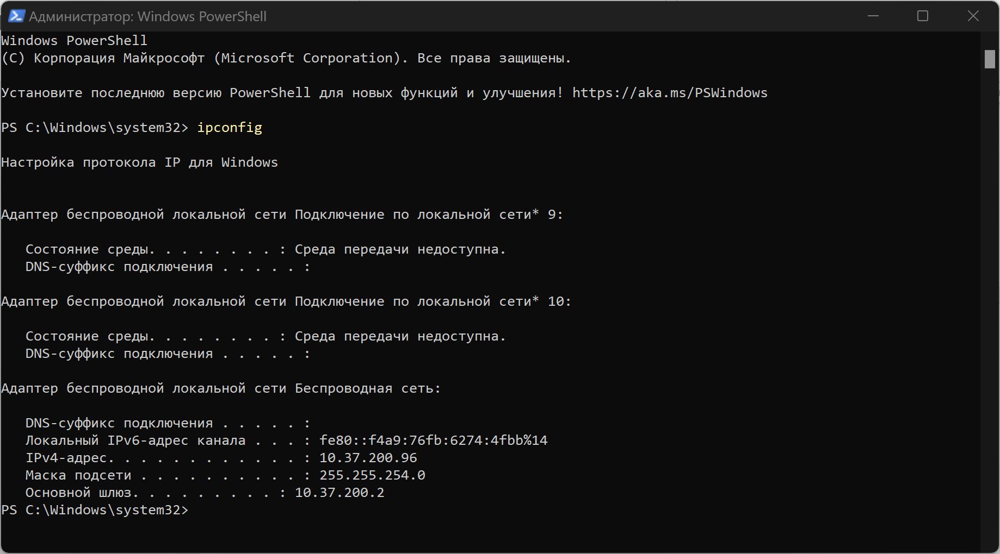 Администратор: Windows PowerShell
Windows PowerShell
(C) Корпорация Майкрософт (Microsoft Corporation). Все права защищены.
Установите последнюю версию PowerShell для новых функций и улучшения! https://aka.ms/PSWindows
PS C:\Windows\system32> ipconfig
Настройка протокола IP для Windows
Адаптер беспроводной локальной сети Подключение по локальной сети* 9:
   Состояние среды. . . . . . . . : Среда передачи недоступна.
   DNS-суффикс подключения . . . . . :
Адаптер беспроводной локальной сети Подключение по локальной сети* 10:
   Состояние среды. . . . . . . . : Среда передачи недоступна.
   DNS-суффикс подключения . . . . . :
Адаптер беспроводной локальной сети Беспроводная сеть:
   DNS-суффикс подключения . . . . . :
   Локальный IPv6-адрес канала . . . : fe80::f4a9:76fb:6274:4fbb%14
   IPv4-адрес. . . . . . . . . . . . : 10.37.200.96
   Маска подсети . . . . . . . . . . : 255.255.254.0
   Основной шлюз. . . . . . . . . : 10.37.200.2
PS C:\Windows\system32>